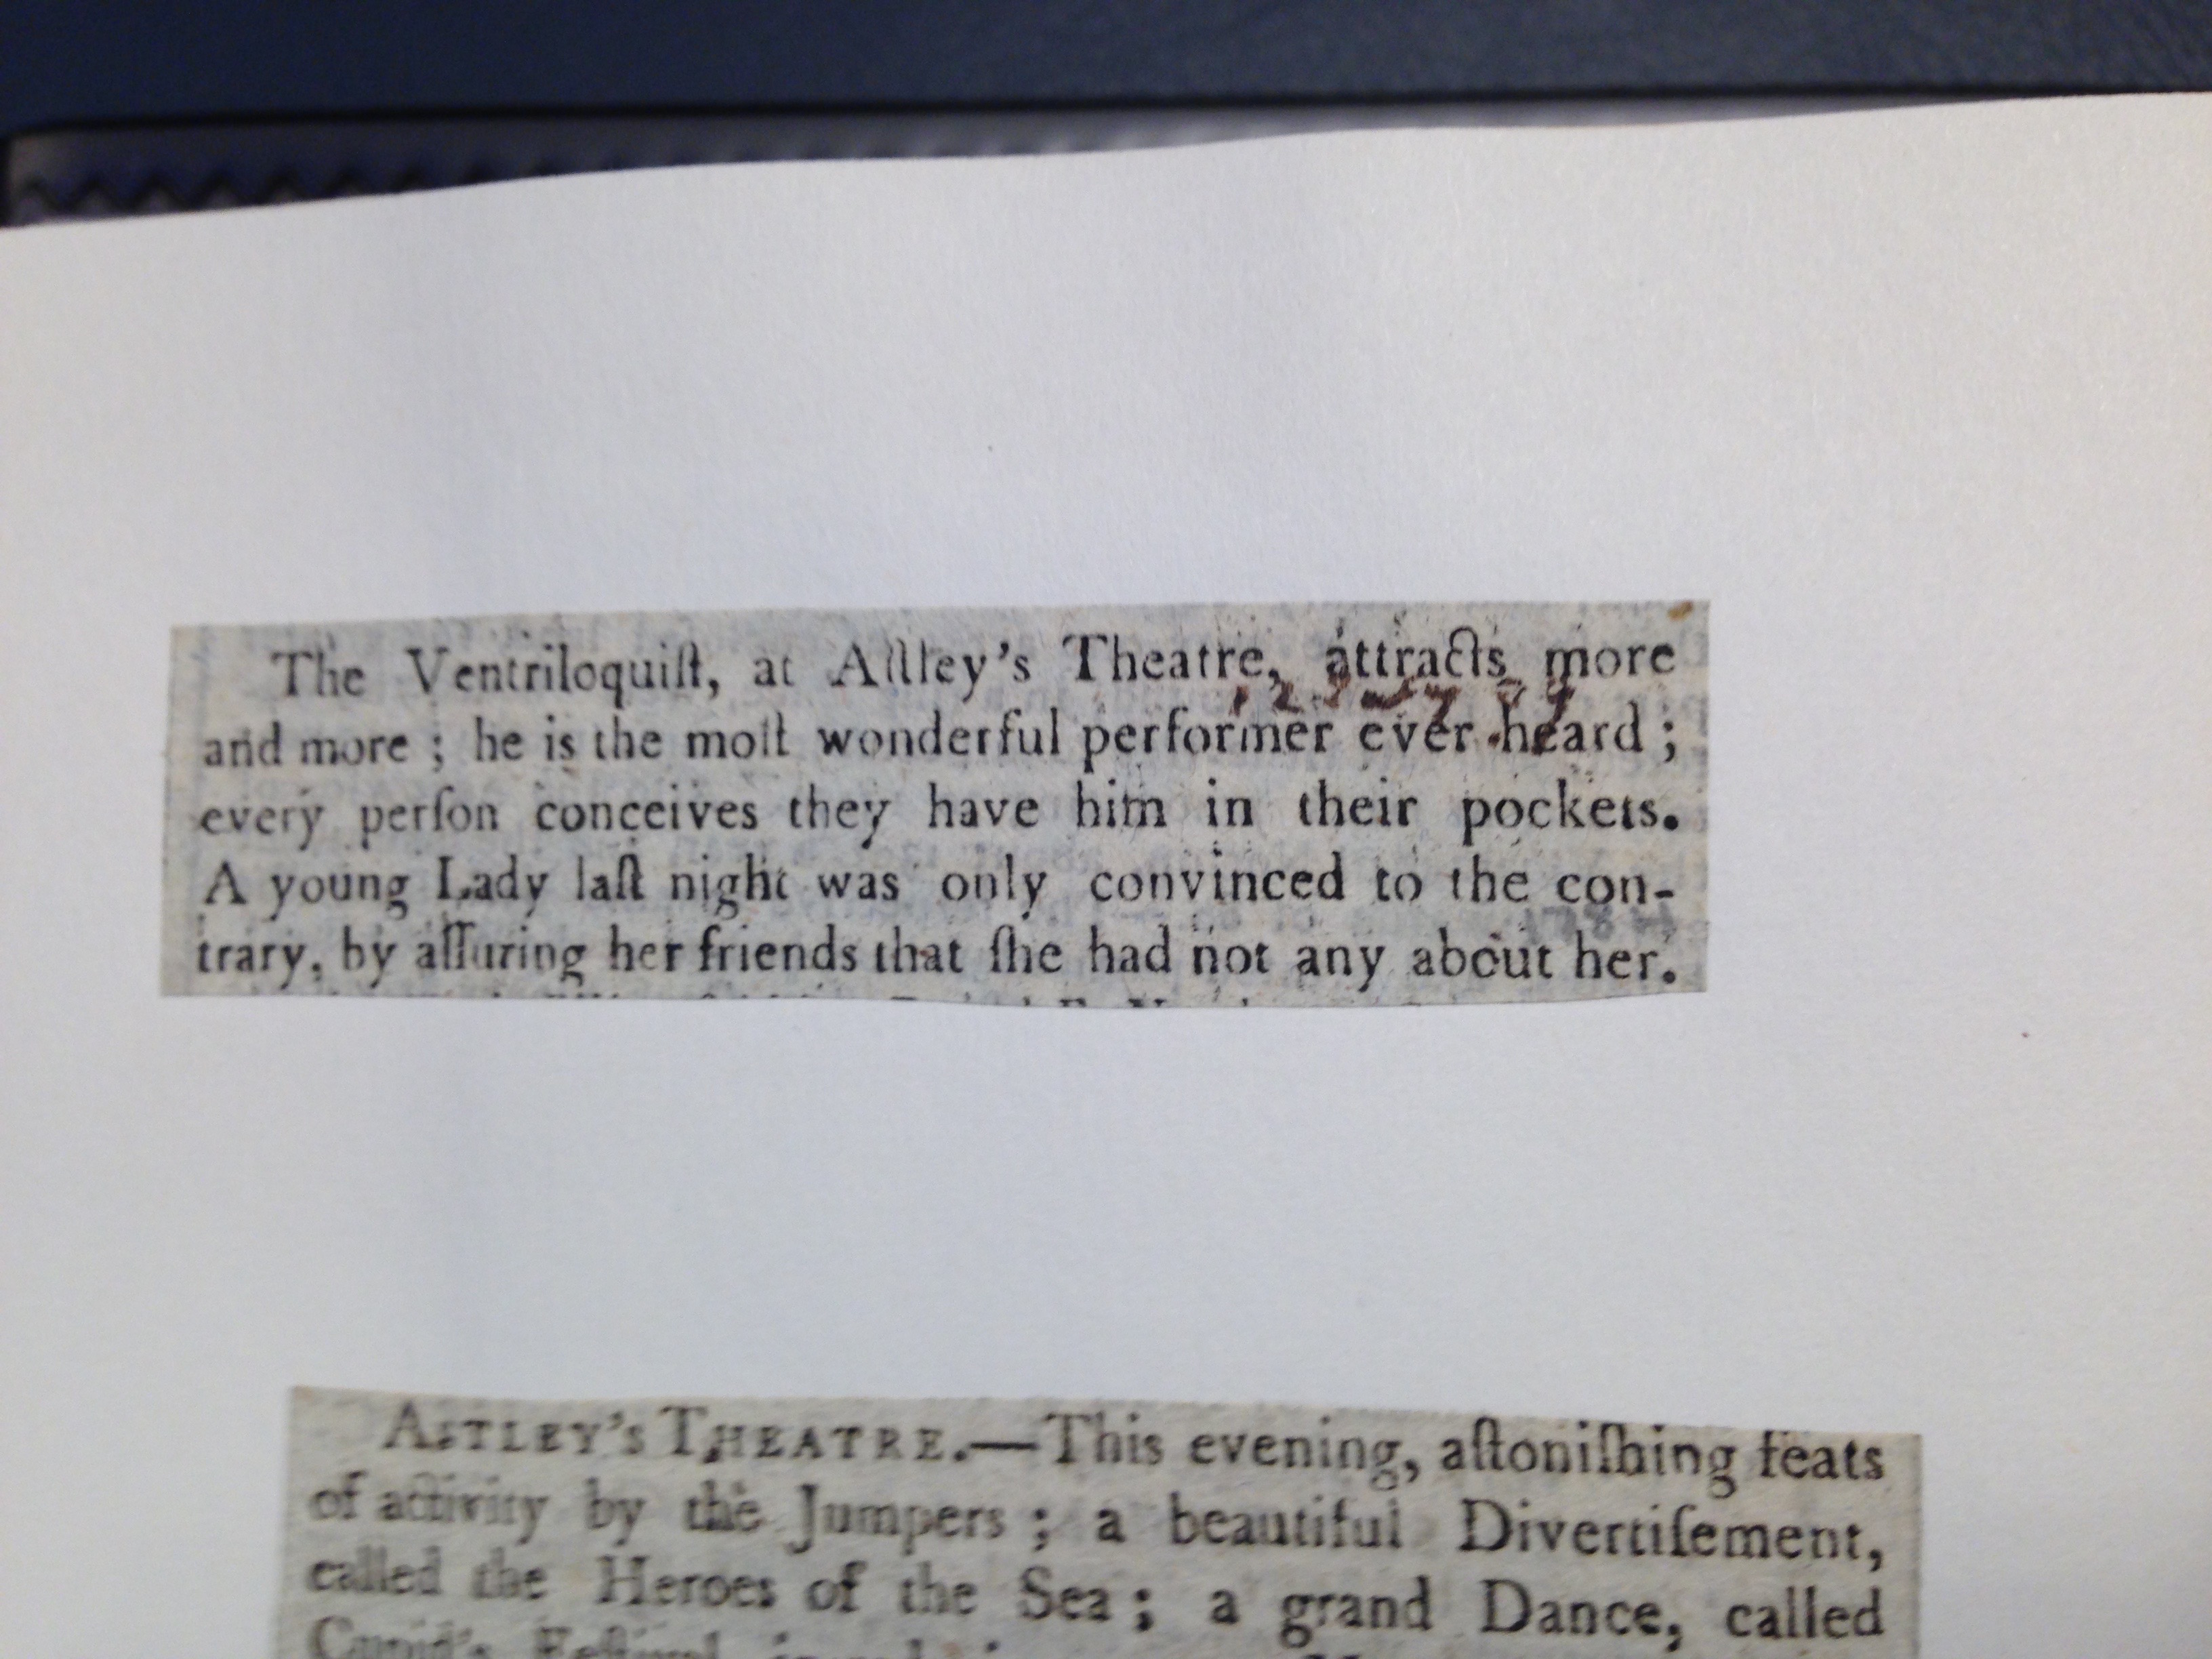 The Ventriloquiſt, at Aſtley's Theatre, attracts more
and more ; he is the moſt wonderful performer ever heard ;
every perſon conceives they have him in their pockets.
A young Lady laſt night was only convinced to the con-
trary, by aſſuring her friends that ſhe had not any about her.
ASTLEY'S THEATRE.—This evening, aſtoniſhing feats
of activity by the Jumpers ; a beautiful Divertiſement,
called the Heroes of the Sea ; a grand Dance, called
Cupid's Feſtival